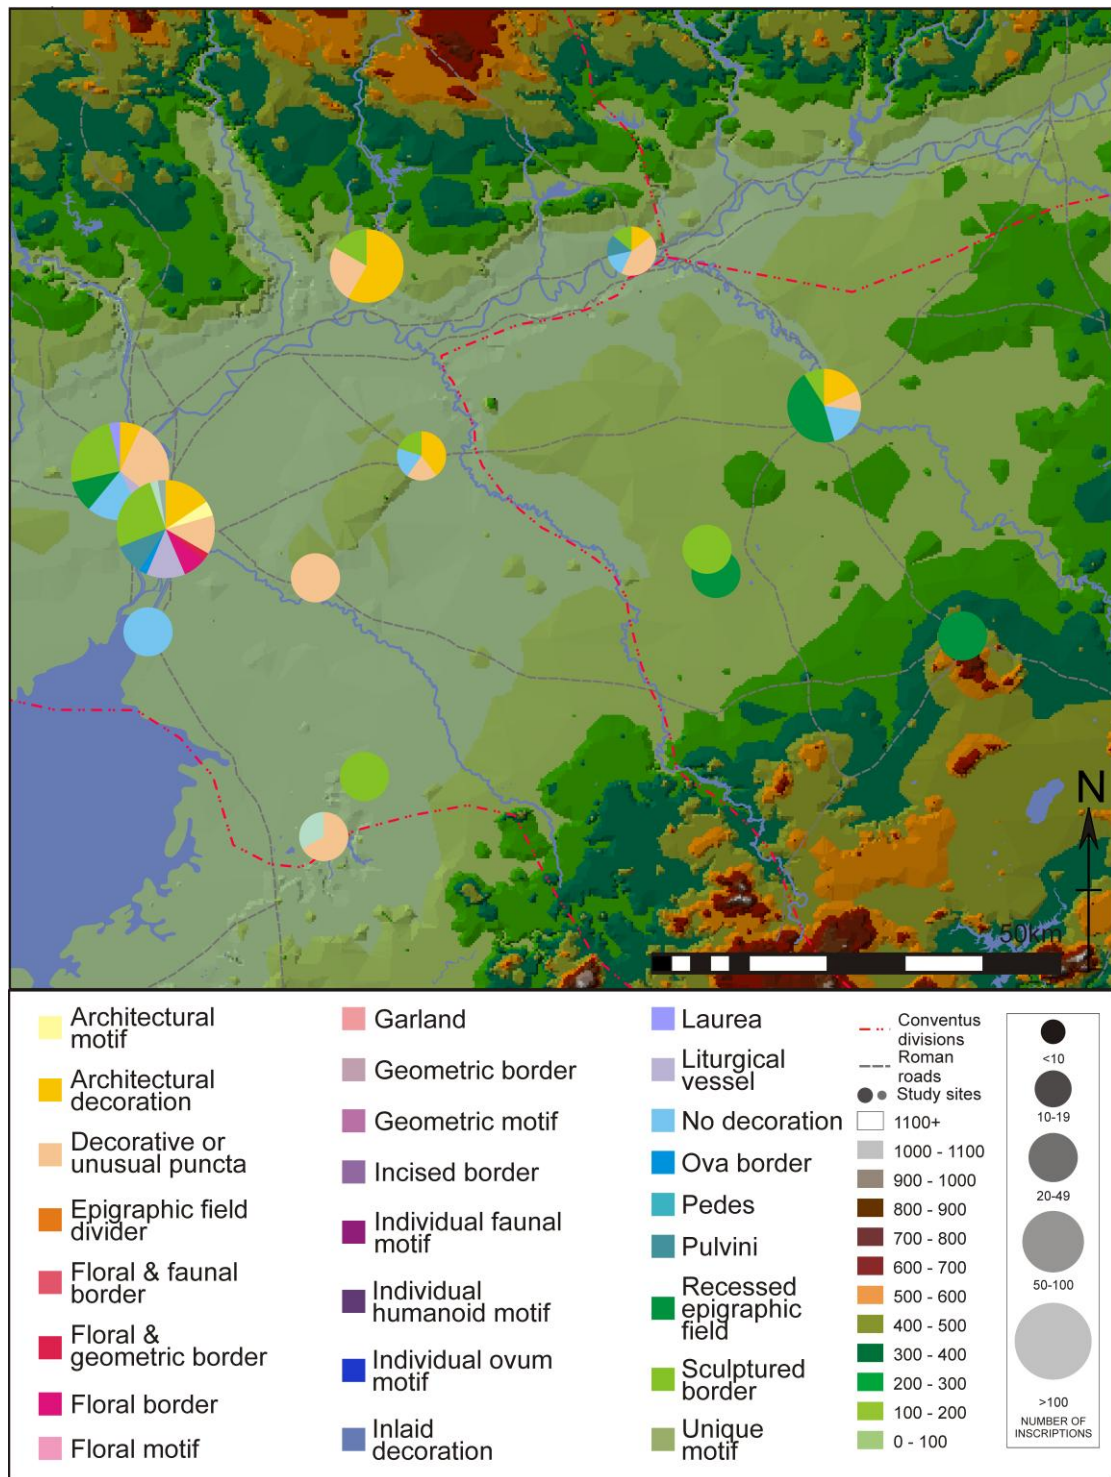 N
50km
Architectural
motif
Architectural
decoration
Decorative or
unusual puncta
Epigraphic field
divider
Floral & faunal
border
Floral &
geometric border
Floral border
Floral motif
Garland
Geometric border
Geometric motif
Incised border
Individual faunal
motif
Individual
humanoid motif
Individual ovum
motif
Inlaid
decoration
Laurea
Liturgical
vessel
No decoration
Ova border
Pedes
Pulvini
Recessed
epigraphic
field
Sculptured
border
Unique
motif
Conventus
divisions
Roman
roads
Study sites
1100+
1000 - 1100
900 - 1000
800 - 900
700 - 800
600 - 700
500 - 600
400 - 500
300 - 400
200 - 300
100 - 200
0 - 100
<10
10-19
20-49
50-100
>100
NUMBER OF
INSCRIPTIONS